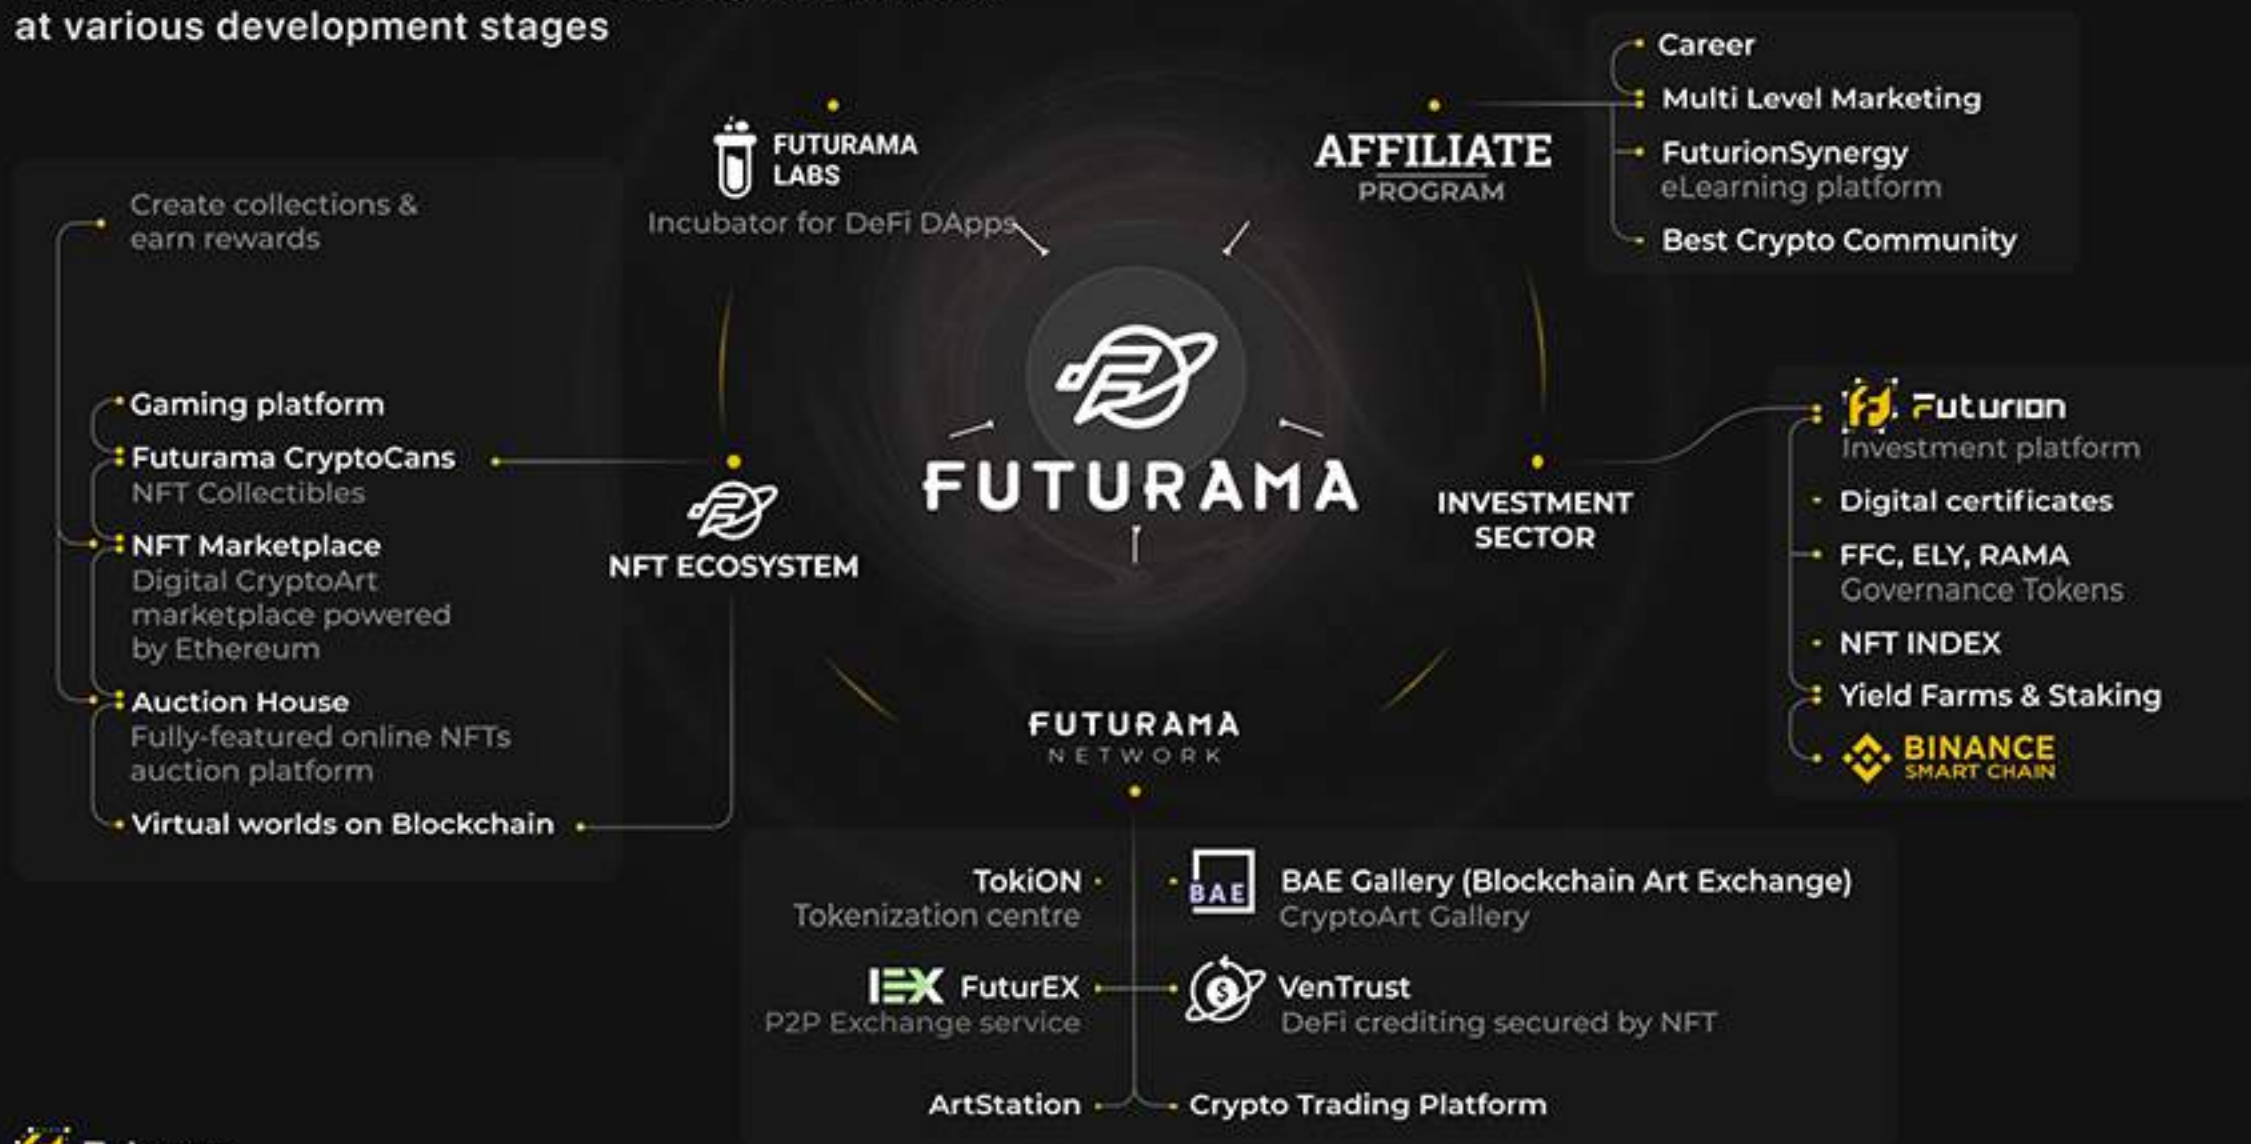 at various development stages
FUTURAMA
LABS
Incubator for DeFi DApps
AFFILIATE
PROGRAM
Career
Multi Level Marketing
FuturionSynergy
eLearning platform
Best Crypto Community
Create collections &
earn rewards
Gaming platform
Futurama CryptoCans
NFT Collectibles
NFT Marketplace
Digital CryptoArt
marketplace powered
by Ethereum
Auction House
Fully-featured online NFTs
auction platform
Virtual worlds on Blockchain
NFT ECOSYSTEM
FUTURAMA
INVESTMENT
SECTOR
Futurion
Investment platform
Digital certificates
FFC, ELY, RAMA
Governance Tokens
NFT INDEX
Yield Farms & Staking
BINANCE
SMART CHAIN
FUTURAMA
NETWORK
TokiON
Tokenization centre
IEX FuturEX
P2P Exchange service
ArtStation
BAE
BAE Gallery (Blockchain Art Exchange)
CryptoArt Gallery
VenTrust
DeFi crediting secured by NFT
Crypto Trading Platform